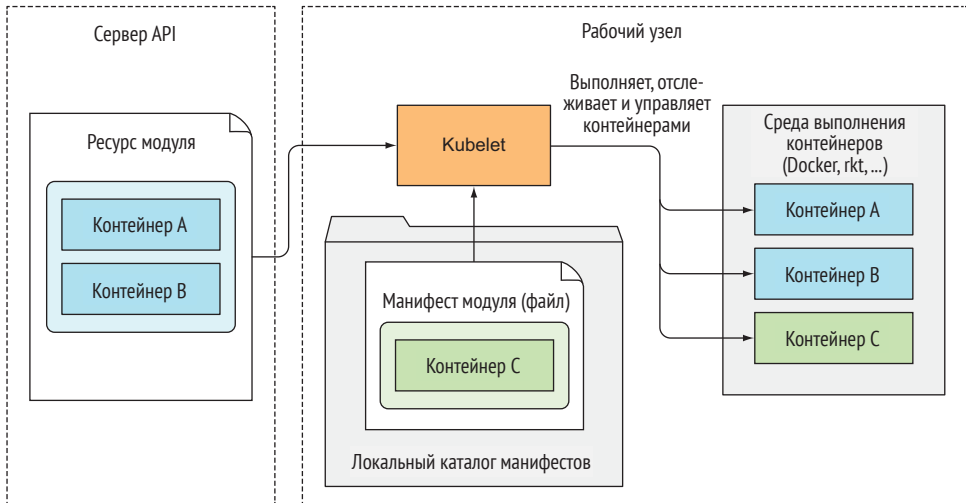 Сервер API
Ресурс модуля
Контейнер A
Контейнер B
Рабочий узел
Kubelet
Выполняет, отсле-
живает и управляет
контейнерами
Манифест модуля (файл)
Контейнер C
Локальный каталог манифестов
Среда выполнения
контейнеров
(Docker, rkt, ...)
Контейнер A
Контейнер B
Контейнер C